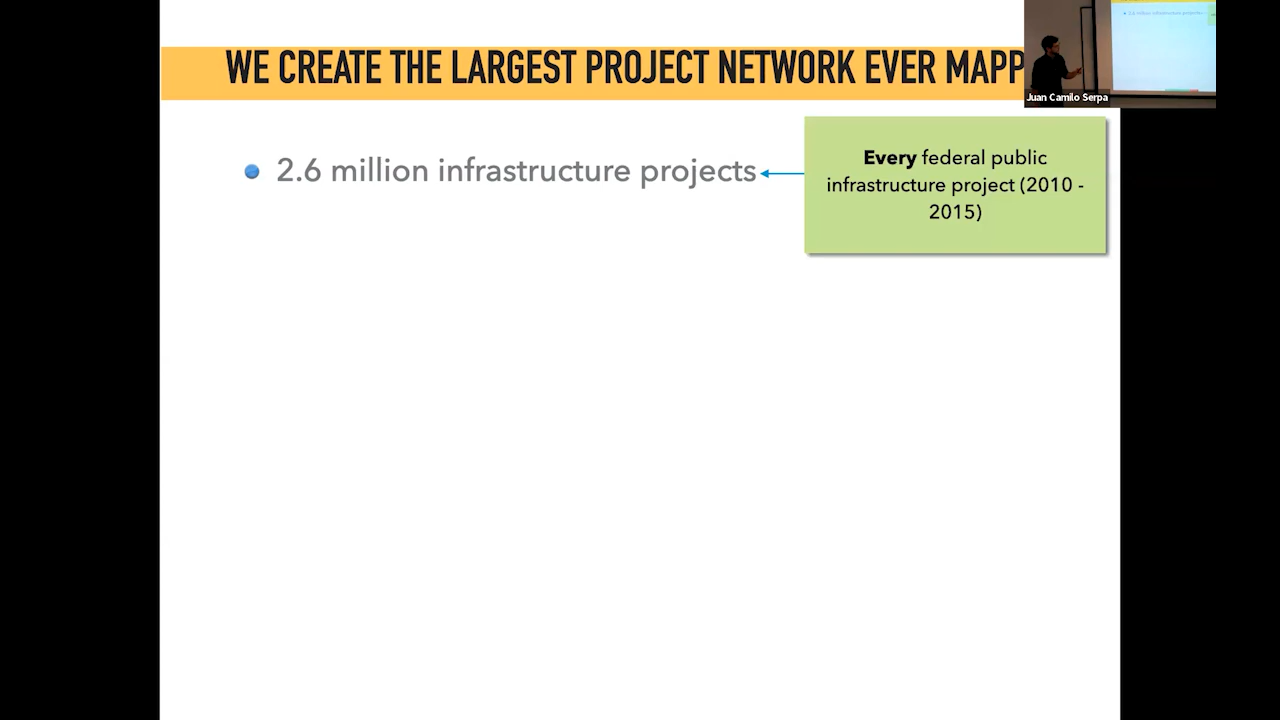 WE CREATE THE LARGEST PROJECT NETWORK EVER MAPP
Juan Camilo Serpa
2.6 million infrastructure projects
Every federal public
infrastructure project (2010 -
2015)